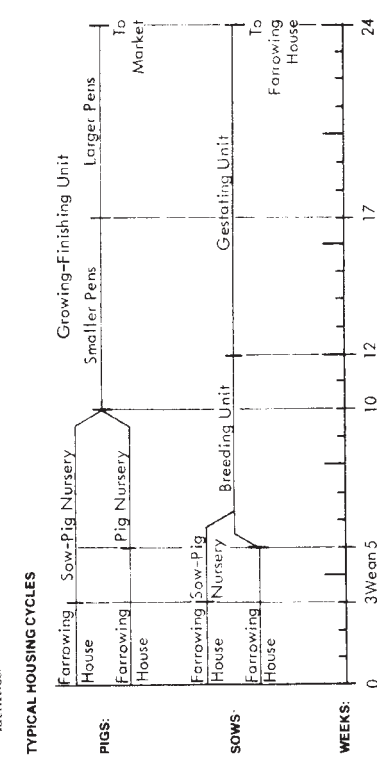 TYPICAL HOUSING CYCLES
PIGS:
Farrowing House
Sow-Pig Nursery
Farrowing House
Pig Nursery
Growing-Finishing Unit
Smaller Pens
Larger Pens
To Market
SOWS:
Farrowing House
Sow-Pig Nursery
Farrowing House
Breeding Unit
Gestating Unit
To Farrowing House
WEEKS:
0 3 Wean 5 10 12 17 24